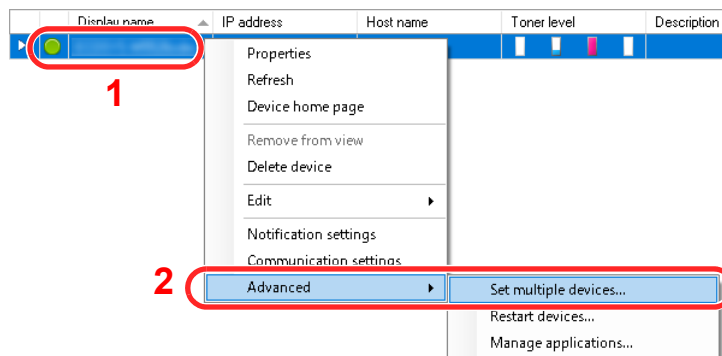 Display name IP address Host name Toner level Description
1
Properties
Refresh
Device home page
Remove from view
Delete device
Edit
Notification settings
Communication settings
2
Advanced Set multiple devices...
Restart devices...
Manage applications...